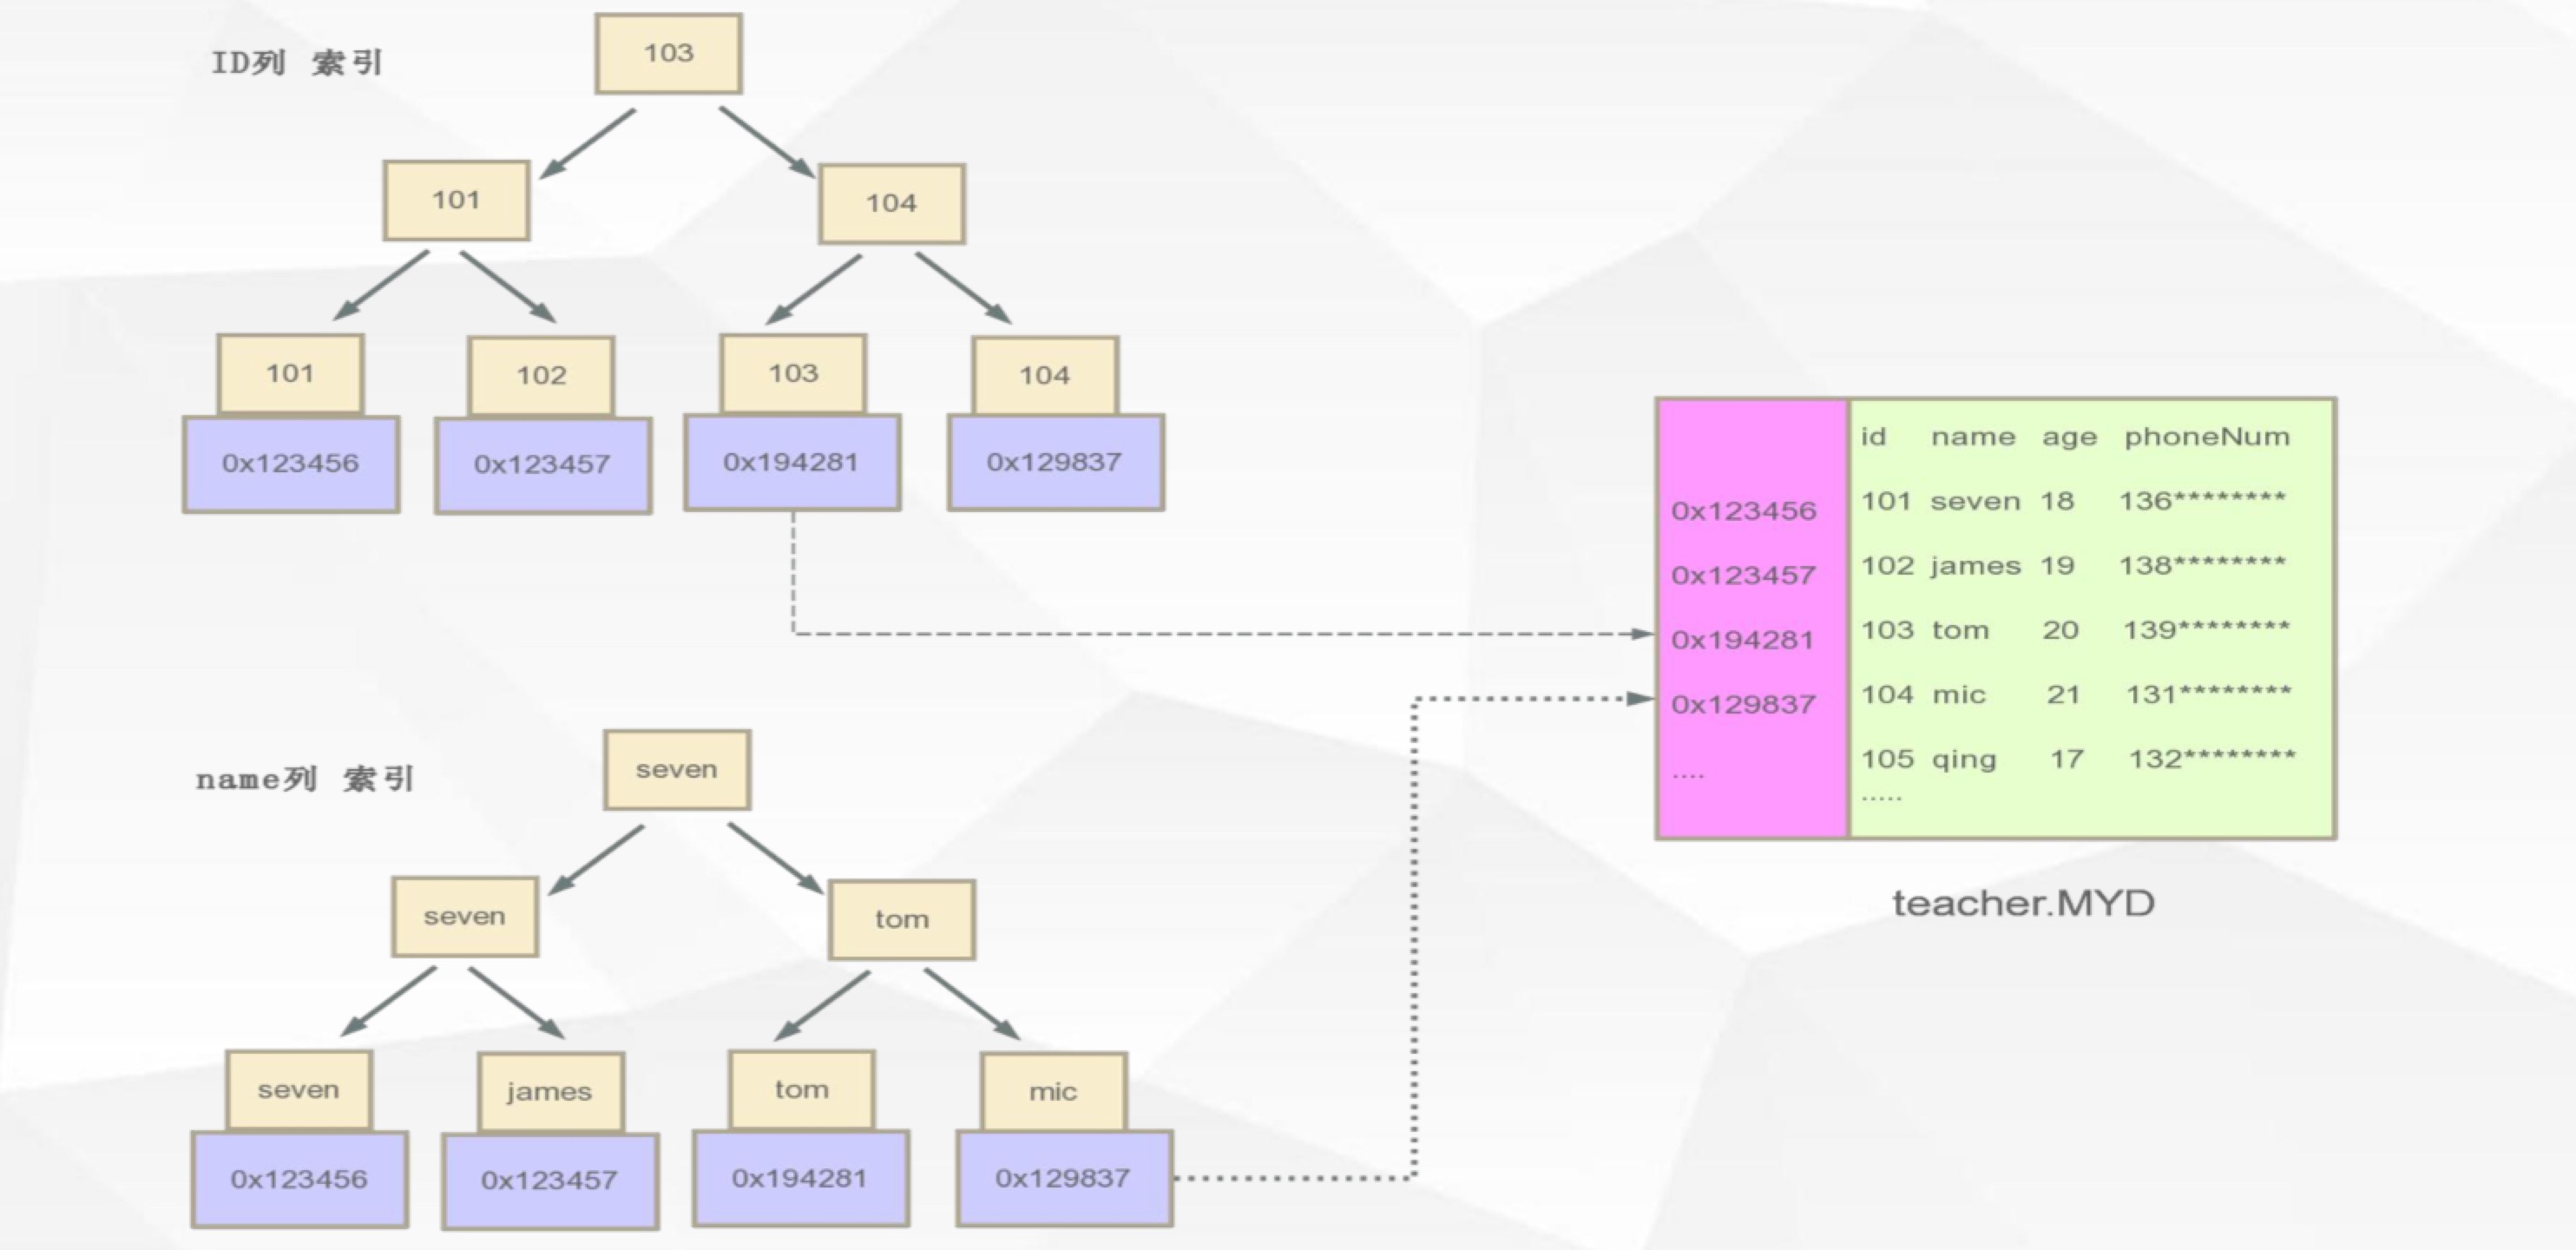 ID列 索引
103
101
104
101
102
103
104
0x123456
0x123457
0x194281
0x129837
id name age phoneNum
0x123456 101 seven 18 136********
0x123457 102 james 19 138********
0x194281 103 tom 20 139********
0x129837 104 mic 21 131********
105 qing 17 132********
....
.....
teacher.MYD
name列 索引
seven
seven
tom
seven
james
tom
mic
0x123456
0x123457
0x194281
0x129837